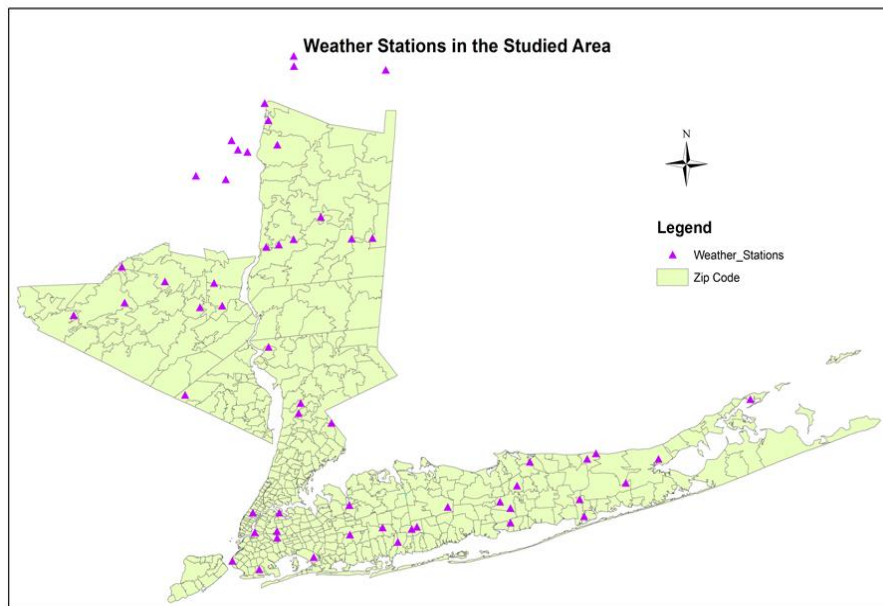 Weather Stations in the Studied Area
N
Legend
Weather_Stations
Zip Code